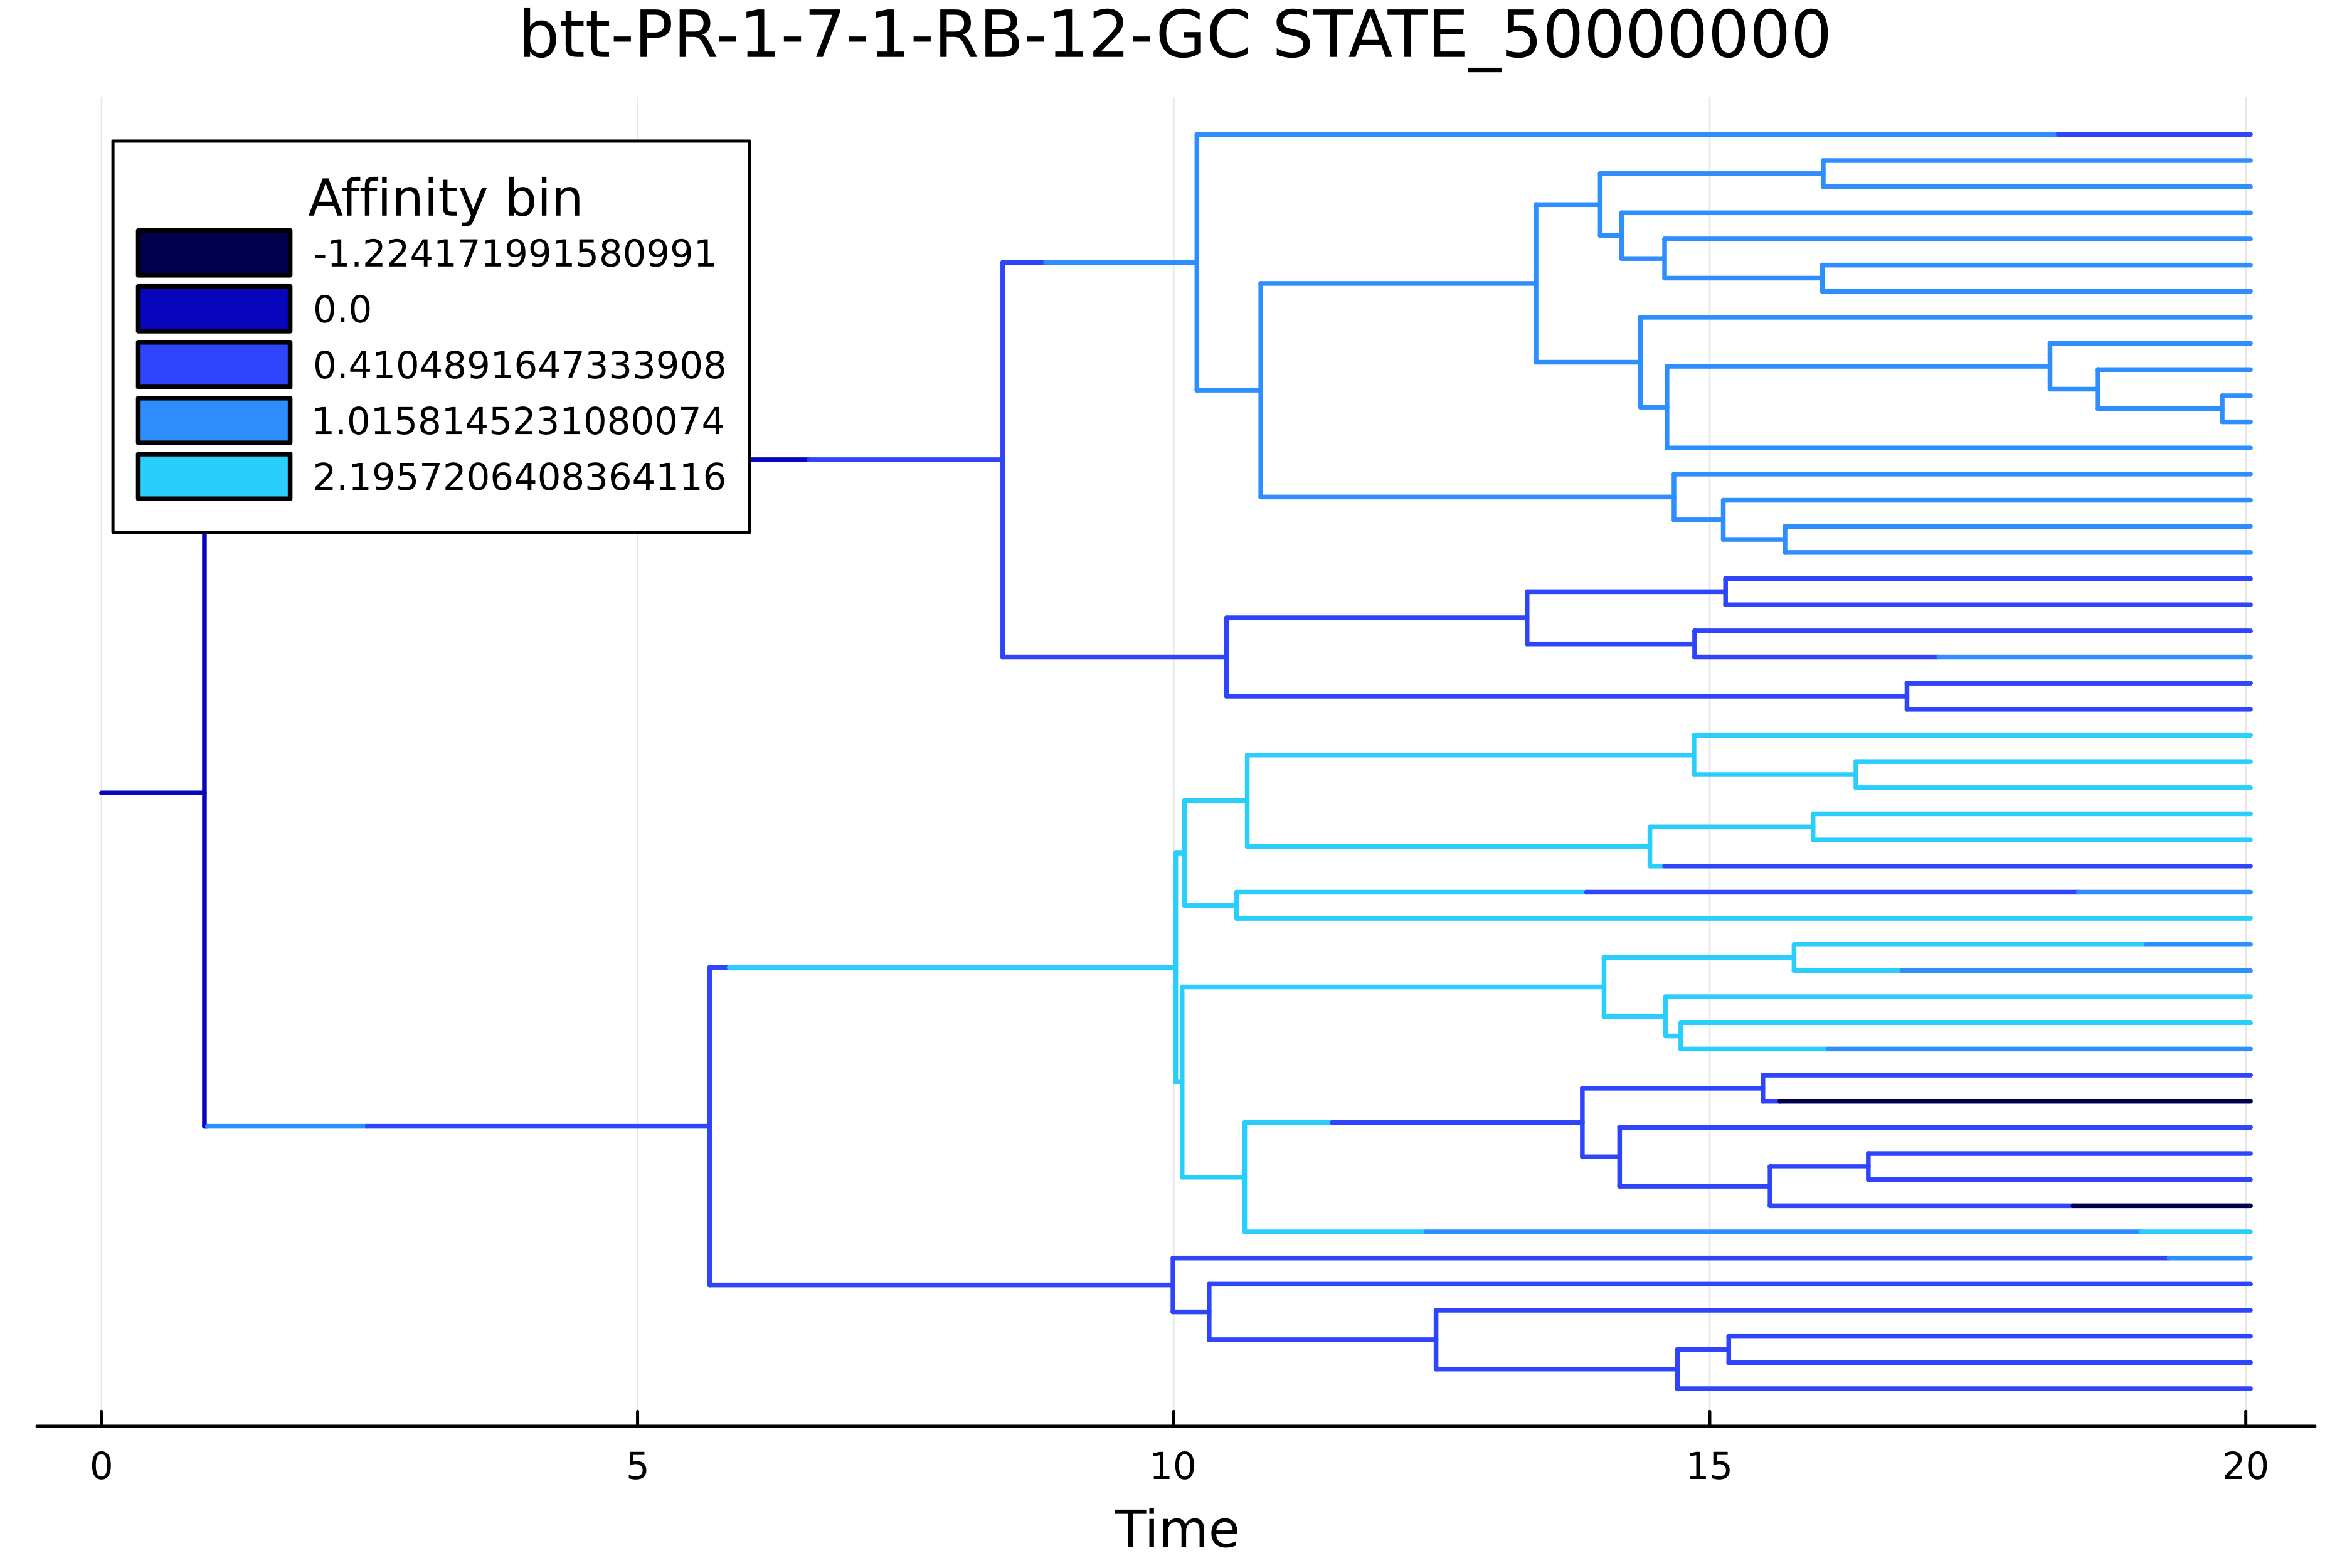 btt-PR-1-7-1-RB-12-GC STATE_50000000
Affinity bin
-1.224171991580991
0.0
0.4104891647333908
1.0158145231080074
2.1957206408364116
0 5 10 15 20
Time